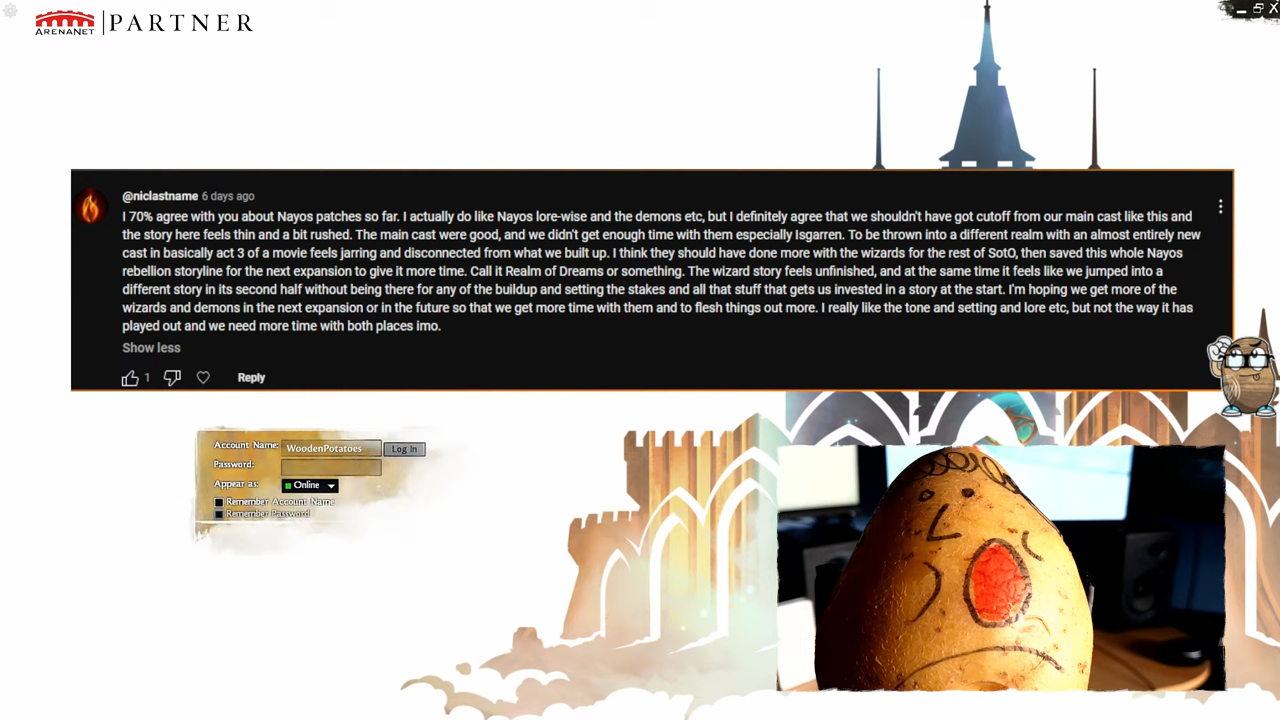 ARENANET PARTNER
@niclastname 6 days ago
I 70% agree with you about Nayos patches so far. I actually do like Nayos lore-wise and the demons etc, but I definitely agree that we shouldn't have got cutoff from our main cast like this and
the story here feels thin and a bit rushed. The main cast were good, and we didn't get enough time with them especially Isgarren. To be thrown into a different realm with an almost entirely new
cast in basically act 3 of a movie feels jarring and disconnected from what we built up. I think they should have done more with the wizards for the rest of SotO, then saved this whole Nayos
rebellion storyline for the next expansion to give it more time. Call it Realm of Dreams or something. The wizard story feels unfinished, and at the same time it feels like we jumped into a
different story in its second half without being there for any of the buildup and setting the stakes and all that stuff that gets us invested in a story at the start. I'm hoping we get more of the
wizards and demons in the next expansion or in the future so that we get more time with them and to flesh things out more. I really like the tone and setting and lore etc, but not the way it has
played out and we need more time with both places imo.
Show less
1 Reply
Account Name: WoodenPotatoes Log In
Password:
Appear as: Online
Remember Account Name
Remember Password